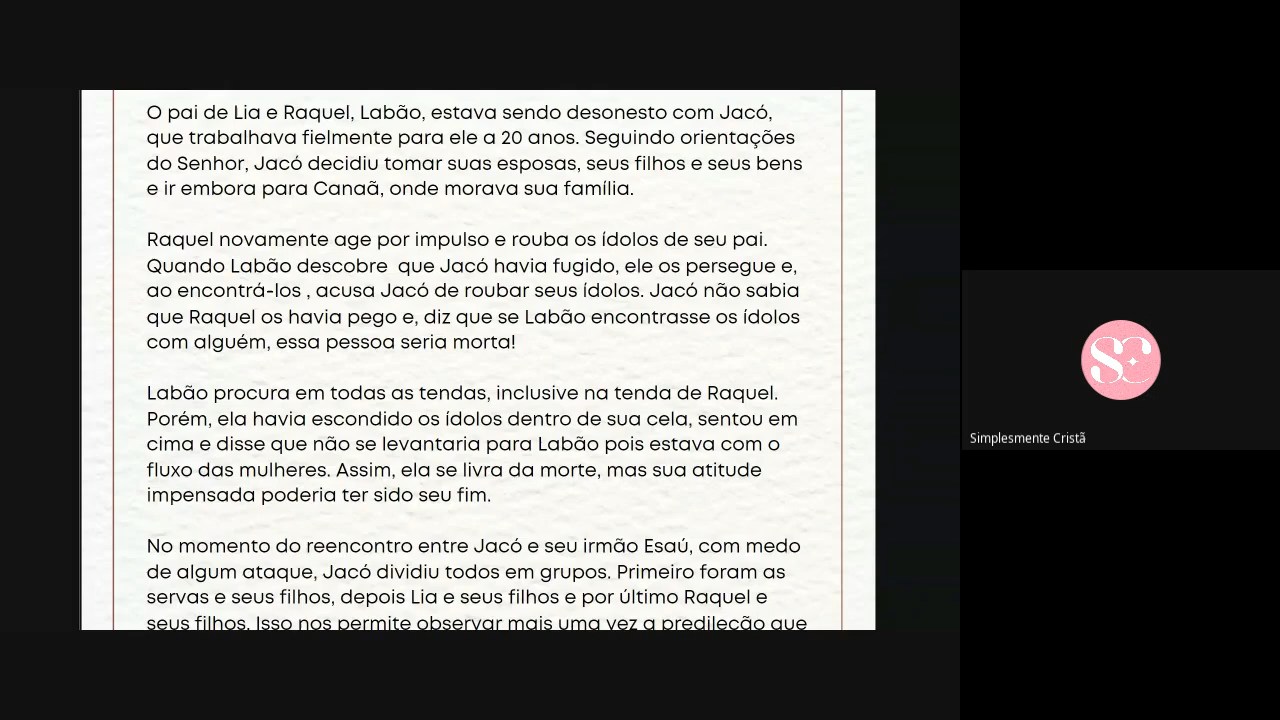 O pai de Lia e Raquel, Labão, estava sendo desonesto com Jacó,
que trabalhava fielmente para ele a 20 anos. Seguindo orientações
do Senhor, Jacó decidiu tomar suas esposas, seus filhos e seus bens
e ir embora para Canaã, onde morava sua família.
Raquel novamente age por impulso e rouba os ídolos de seu pai.
Quando Labão descobre  que Jacó havia fugido, ele os persegue e,
ao encontrá-los , acusa Jacó de roubar seus ídolos. Jacó não sabia
que Raquel os havia pego e, diz que se Labão encontrasse os ídolos
com alguém, essa pessoa seria morta!
Labão procura em todas as tendas, inclusive na tenda de Raquel.
Porém, ela havia escondido os ídolos dentro de sua cela, sentou em
cima e disse que não se levantaria para Labão pois estava com o
fluxo das mulheres. Assim, ela se livra da morte, mas sua atitude
impensada poderia ter sido seu fim.
No momento do reencontro entre Jacó e seu irmão Esaú, com medo
de algum ataque, Jacó dividiu todos em grupos. Primeiro foram as
servas e seus filhos, depois Lia e seus filhos e por último Raquel e
seus filhos. Isso nos permite observar mais uma vez a predileção que
SC
Simplesmente Cristã